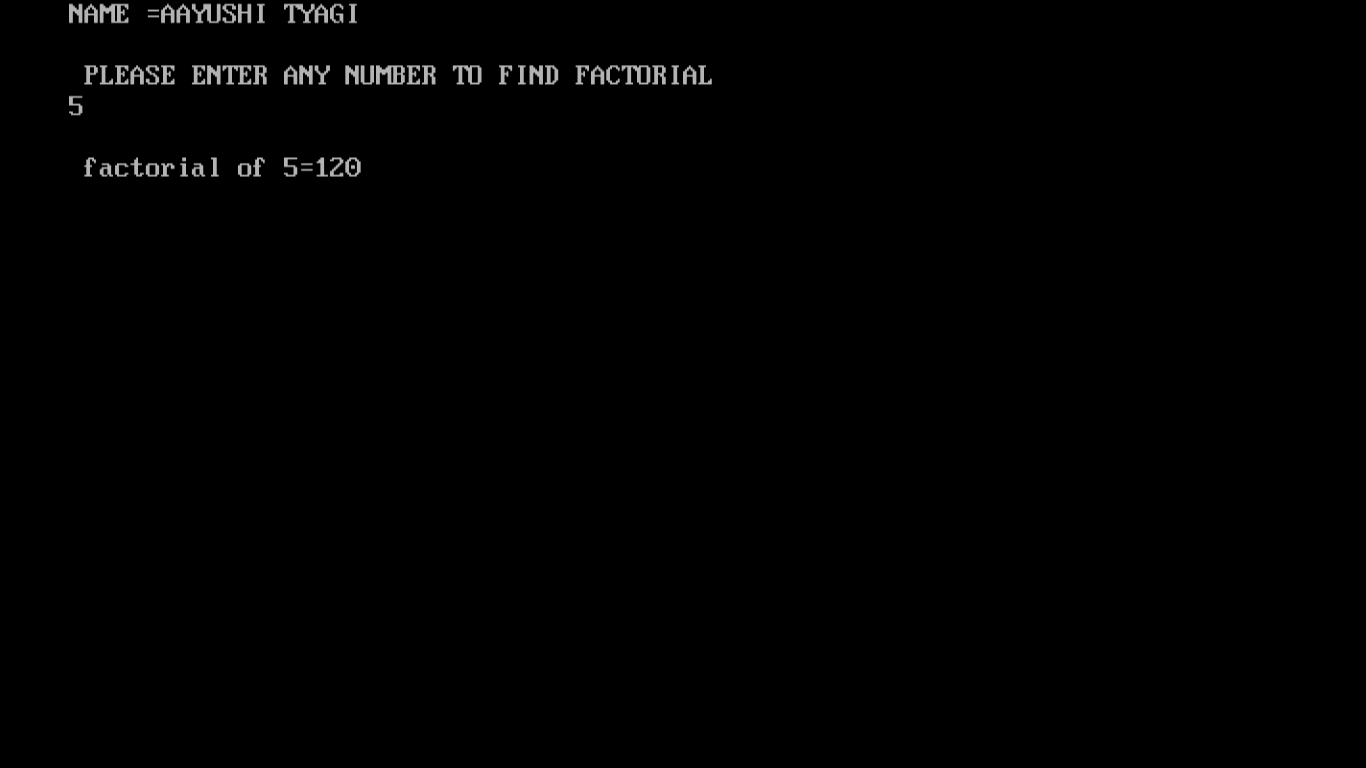 NAME =AAYUSHI TYAGI
PLEASE ENTER ANY NUMBER TO FIND FACTORIAL
5
factorial of 5=120